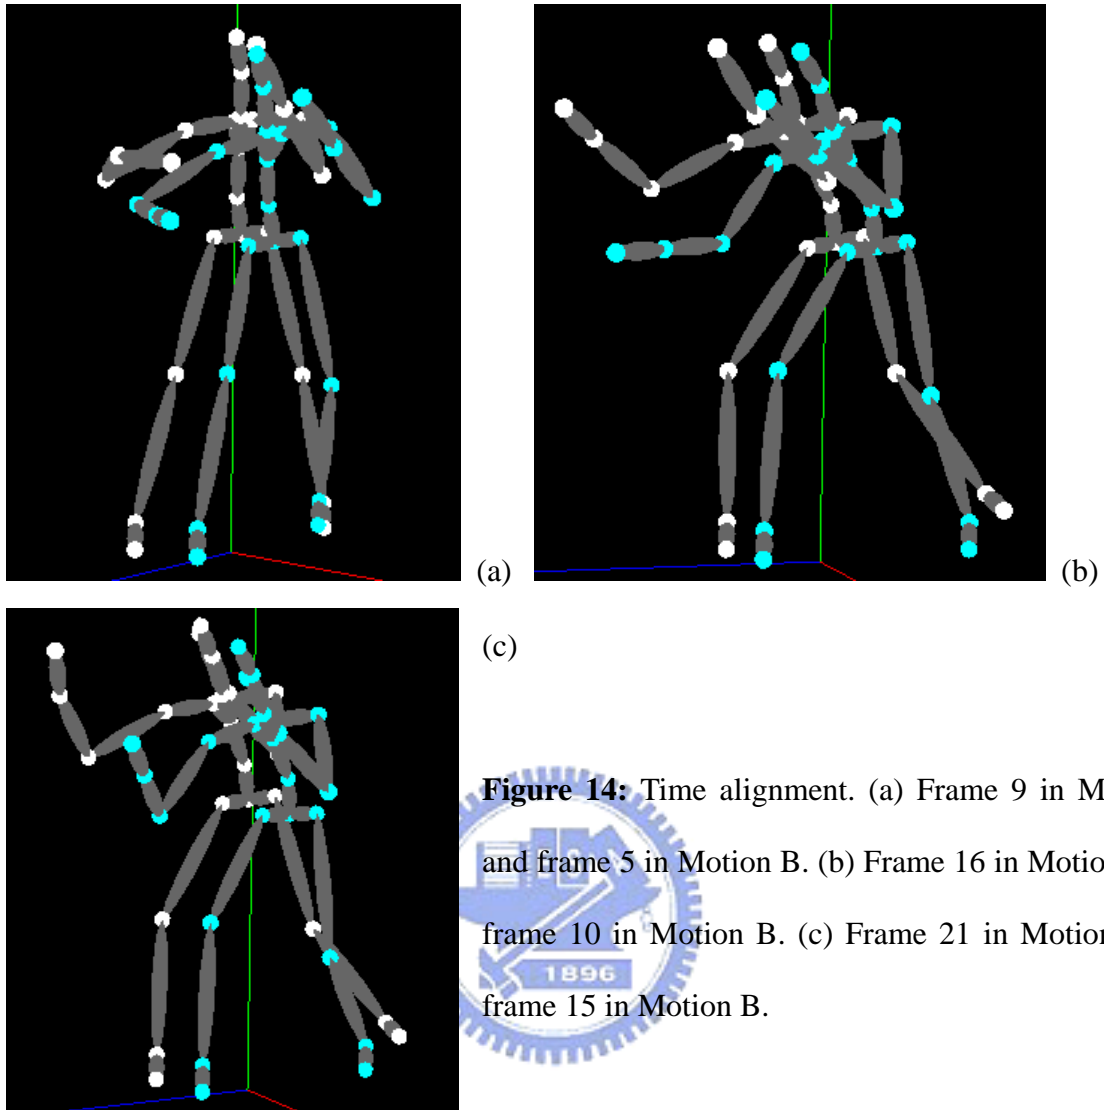 (a)
(b)
(c)
Figure 14: Time alignment. (a) Frame 9 in M
and frame 5 in Motion B. (b) Frame 16 in Motio
frame 10 in Motion B. (c) Frame 21 in Motion
frame 15 in Motion B.
1896